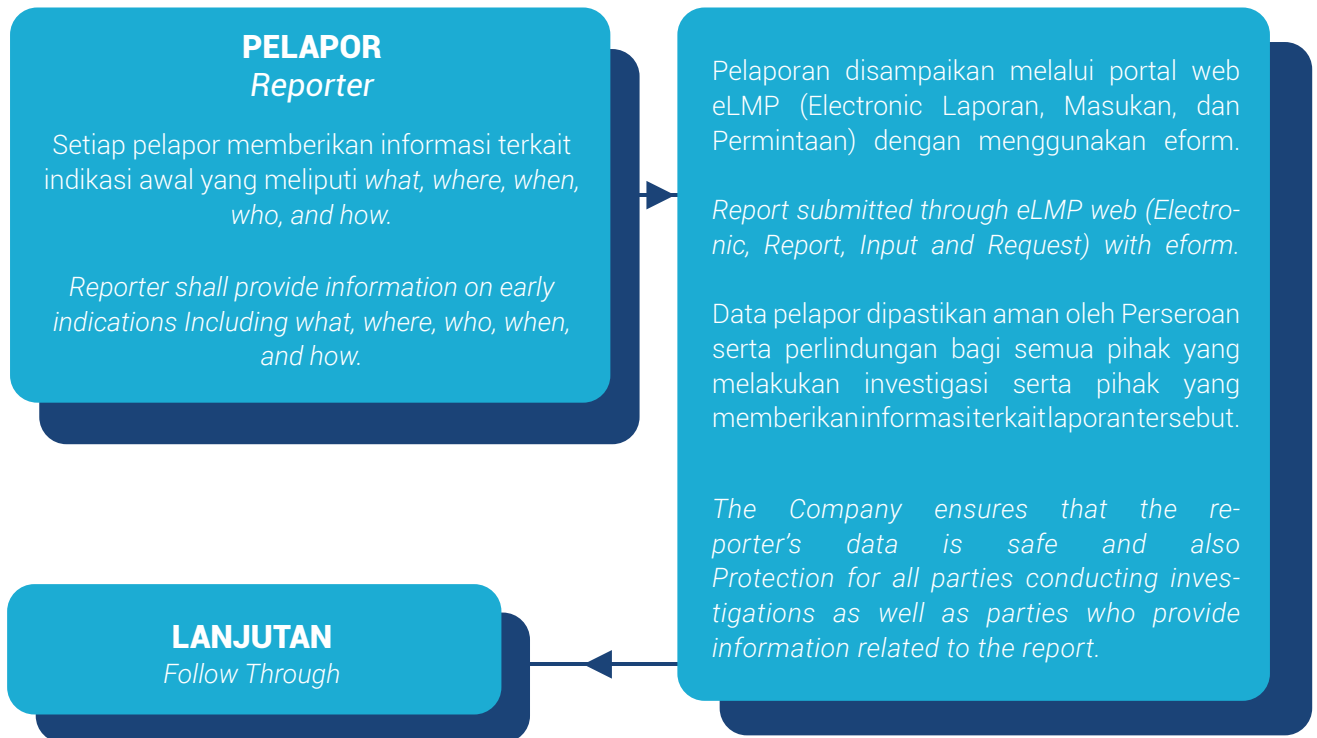 PELAPOR
Reporter
Setiap pelapor memberikan informasi terkait
indikasi awal yang meliputi what, where, when,
who, and how.
Reporter shall provide information on early
indications Including what, where, who, when,
and how.
Pelaporan disampaikan melalui portal web
eLMP (Electronic Laporan, Masukan, dan
Permintaan) dengan menggunakan eform.
Report submitted through eLMP web (Electro-
nic, Report, Input and Request) with eform.
Data pelapor dipastikan aman oleh Perseroan
serta perlindungan bagi semua pihak yang
melakukan investigasi serta pihak yang
memberikaninformasiterkaitlaporantersebut.
The Company ensures that the re-
porter’s data is safe and also
Protection for all parties conducting inves-
tigations as well as parties who provide
information related to the report.
LANJUTAN
Follow Through